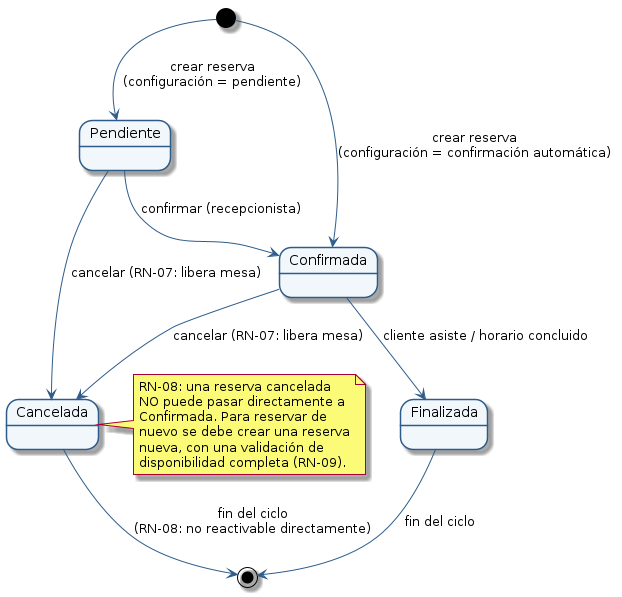 crear reserva
(configuración = pendiente)
crear reserva
(configuración = confirmación automática)
Pendiente
confirmar (recepcionista)
Confirmada
cancelar (RN-07: libera mesa)
cancelar (RN-07: libera mesa)
cliente asiste / horario concluido
RN-08: una reserva cancelada
NO puede pasar directamente a
Confirmada. Para reservar de
nuevo se debe crear una reserva
nueva, con una validación de
disponibilidad completa (RN-09).
Cancelada
Finalizada
fin del ciclo
(RN-08: no reactivable directamente)
fin del ciclo